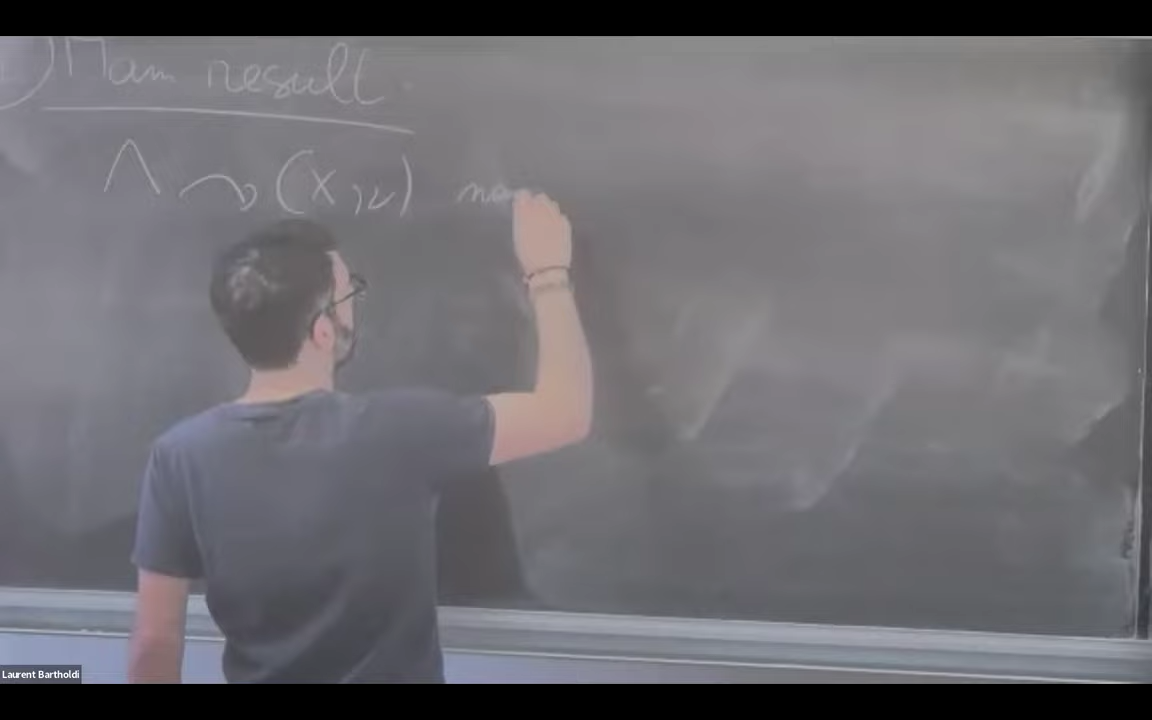 ) Main result.
Λ ↷ (X, ν)
Laurent Bartholdi